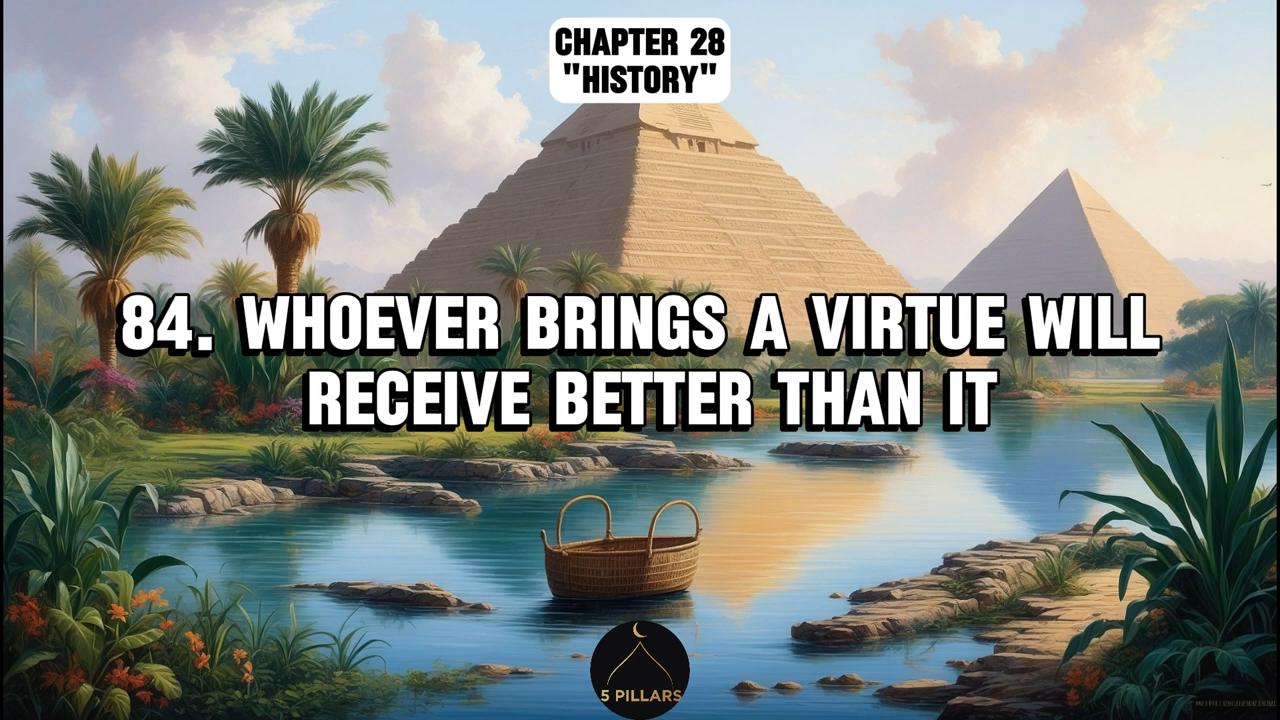 CHAPTER 28
"HISTORY"
84. WHOEVER BRINGS A VIRTUE WILL
RECEIVE BETTER THAN IT
5 PILLARS